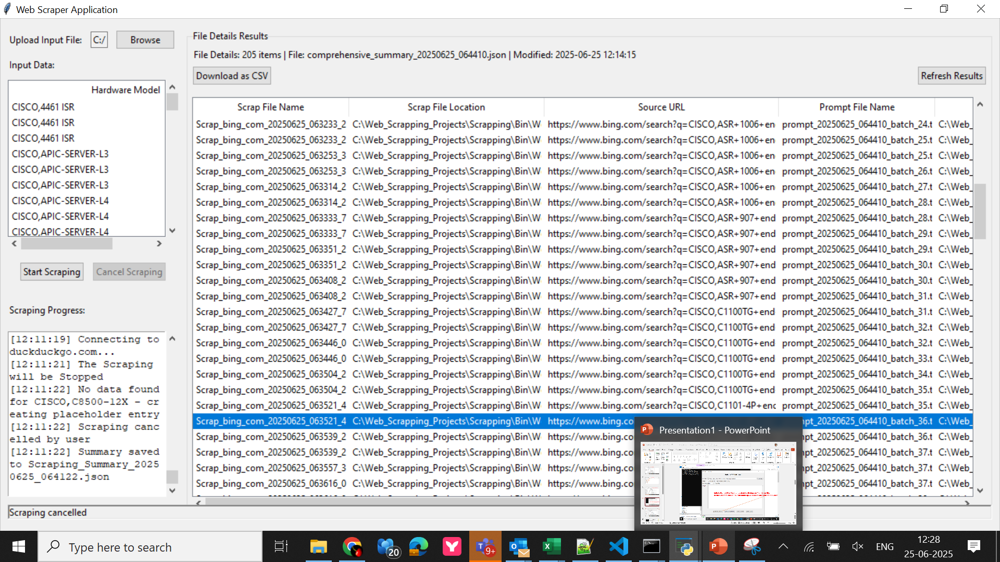 Web Scraper Application
Upload Input File: C:/ Browse
Input Data:
Hardware Model
CISCO,4461 ISR
CISCO,4461 ISR
CISCO,4461 ISR
CISCO,APIC-SERVER-L3
CISCO,APIC-SERVER-L3
CISCO,APIC-SERVER-L3
CISCO,APIC-SERVER-L4
CISCO,APIC-SERVER-L4
CISCO,APIC-SERVER-L4
Start Scraping Cancel Scraping
Scraping Progress:
[12:11:19] Connecting to
duckduckgo.com...
[12:11:21] The Scraping
will be Stopped
[12:11:22] No data found
for CISCO,C8500-12X - cr
eating placeholder entry
[12:11:22] Scraping canc
elled by user
[12:11:22] Summary saved
to Scraping_Summary_2025
0625_064122.json
Scraping cancelled
File Details Results
File Details: 205 items | File: comprehensive_summary_20250625_064410.json | Modified: 2025-06-25 12:14:15
Download as CSV Refresh Results
Scrap File Name Scrap File Location Source URL Prompt File Name
Scrap_bing_com_20250625_063233_2 C:\Web_Scrapping_Projects\Scrapping\Bin\W https://www.bing.com/search?q=CISCO,ASR+1006+en prompt_20250625_064410_batch_24.t C:\Web_
Scrap_bing_com_20250625_063233_2 C:\Web_Scrapping_Projects\Scrapping\Bin\W https://www.bing.com/search?q=CISCO,ASR+1006+en prompt_20250625_064410_batch_25.t C:\Web_
Scrap_bing_com_20250625_063253_3 C:\Web_Scrapping_Projects\Scrapping\Bin\W https://www.bing.com/search?q=CISCO,ASR+1006+en prompt_20250625_064410_batch_25.t C:\Web_
Scrap_bing_com_20250625_063253_3 C:\Web_Scrapping_Projects\Scrapping\Bin\W https://www.bing.com/search?q=CISCO,ASR+1006+en prompt_20250625_064410_batch_26.t C:\Web_
Scrap_bing_com_20250625_063314_2 C:\Web_Scrapping_Projects\Scrapping\Bin\W https://www.bing.com/search?q=CISCO,ASR+1006+en prompt_20250625_064410_batch_27.t C:\Web_
Scrap_bing_com_20250625_063314_2 C:\Web_Scrapping_Projects\Scrapping\Bin\W https://www.bing.com/search?q=CISCO,ASR+1006+en prompt_20250625_064410_batch_28.t C:\Web_
Scrap_bing_com_20250625_063333_7 C:\Web_Scrapping_Projects\Scrapping\Bin\W https://www.bing.com/search?q=CISCO,ASR+907+end prompt_20250625_064410_batch_28.t C:\Web_
Scrap_bing_com_20250625_063333_7 C:\Web_Scrapping_Projects\Scrapping\Bin\W https://www.bing.com/search?q=CISCO,ASR+907+end prompt_20250625_064410_batch_29.t C:\Web_
Scrap_bing_com_20250625_063351_2 C:\Web_Scrapping_Projects\Scrapping\Bin\W https://www.bing.com/search?q=CISCO,ASR+907+end prompt_20250625_064410_batch_29.t C:\Web_
Scrap_bing_com_20250625_063351_2 C:\Web_Scrapping_Projects\Scrapping\Bin\W https://www.bing.com/search?q=CISCO,ASR+907+end prompt_20250625_064410_batch_30.t C:\Web_
Scrap_bing_com_20250625_063408_2 C:\Web_Scrapping_Projects\Scrapping\Bin\W https://www.bing.com/search?q=CISCO,ASR+907+end prompt_20250625_064410_batch_30.t C:\Web_
Scrap_bing_com_20250625_063408_2 C:\Web_Scrapping_Projects\Scrapping\Bin\W https://www.bing.com/search?q=CISCO,ASR+907+end prompt_20250625_064410_batch_31.t C:\Web_
Scrap_bing_com_20250625_063427_7 C:\Web_Scrapping_Projects\Scrapping\Bin\W https://www.bing.com/search?q=CISCO,C1100TG+end prompt_20250625_064410_batch_31.t C:\Web_
Scrap_bing_com_20250625_063427_7 C:\Web_Scrapping_Projects\Scrapping\Bin\W https://www.bing.com/search?q=CISCO,C1100TG+end prompt_20250625_064410_batch_32.t C:\Web_
Scrap_bing_com_20250625_063446_0 C:\Web_Scrapping_Projects\Scrapping\Bin\W https://www.bing.com/search?q=CISCO,C1100TG+end prompt_20250625_064410_batch_32.t C:\Web_
Scrap_bing_com_20250625_063446_0 C:\Web_Scrapping_Projects\Scrapping\Bin\W https://www.bing.com/search?q=CISCO,C1100TG+end prompt_20250625_064410_batch_33.t C:\Web_
Scrap_bing_com_20250625_063504_2 C:\Web_Scrapping_Projects\Scrapping\Bin\W https://www.bing.com/search?q=CISCO,C1100TG+end prompt_20250625_064410_batch_34.t C:\Web_
Scrap_bing_com_20250625_063504_2 C:\Web_Scrapping_Projects\Scrapping\Bin\W https://www.bing.com/search?q=CISCO,C1100TG+end prompt_20250625_064410_batch_35.t C:\Web_
Scrap_bing_com_20250625_063521_4 C:\Web_Scrapping_Projects\Scrapping\Bin\W https://www.bing.com/search?q=CISCO,C1101-4P+enc prompt_20250625_064410_batch_35.t C:\Web_
Scrap_bing_com_20250625_063521_4 C:\Web_Scrapping_Projects\Scrapping\Bin\W https://www.bing.co pt_20250625_064410_batch_36.t C:\Web_
Scrap_bing_com_20250625_063539_2 C:\Web_Scrapping_Projects\Scrapping\Bin\W https://www.bing.co pt_20250625_064410_batch_36.t C:\Web_
Scrap_bing_com_20250625_063539_2 C:\Web_Scrapping_Projects\Scrapping\Bin\W https://www.bing.co pt_20250625_064410_batch_37.t C:\Web_
Scrap_bing_com_20250625_063557_3 C:\Web_Scrapping_Projects\Scrapping\Bin\W https://www.bing.co pt_20250625_064410_batch_37.t C:\Web_
Scrap_bing_com_20250625_063616_0 C:\Web_Scrapping_Projects\Scrapping\Bin\W https://www.bing.co pt_20250625_064410_batch_37.t C:\Web_
Presentation1 - PowerPoint
Type here to search
20
9+
ENG
12:28
25-06-2025